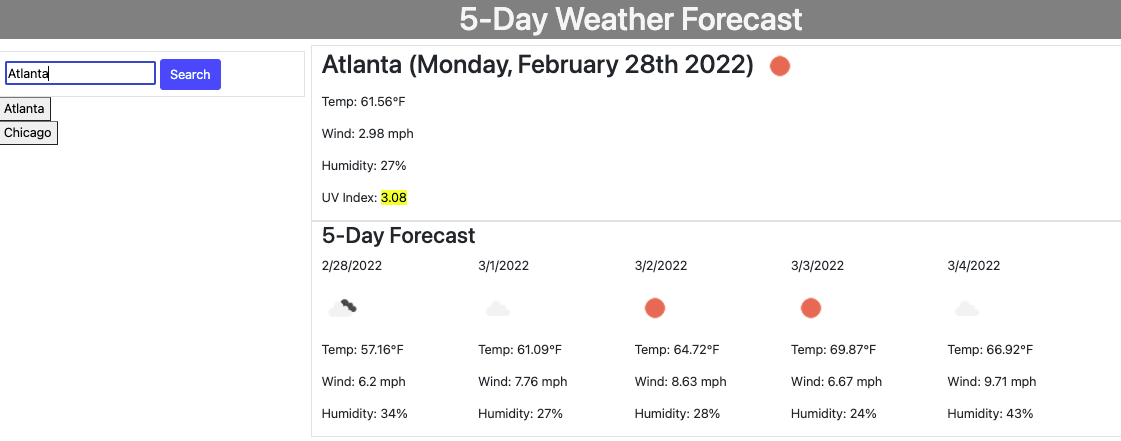 5-Day Weather Forecast
Atlanta
Search
Atlanta
Chicago
Atlanta (Monday, February 28th 2022)
Temp: 61.56°F
Wind: 2.98 mph
Humidity: 27%
UV Index: 3.08
5-Day Forecast
2/28/2022 3/1/2022 3/2/2022 3/3/2022 3/4/2022
Temp: 57.16°F Temp: 61.09°F Temp: 64.72°F Temp: 69.87°F Temp: 66.92°F
Wind: 6.2 mph Wind: 7.76 mph Wind: 8.63 mph Wind: 6.67 mph Wind: 9.71 mph
Humidity: 34% Humidity: 27% Humidity: 28% Humidity: 24% Humidity: 43%